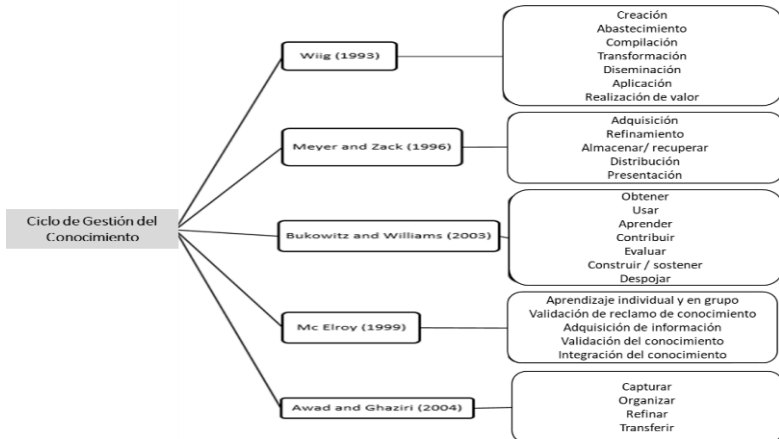 Ciclo de Gestión del
Conocimiento
Wiig (1993)
Creación
Abastecimiento
Compilación
Transformación
Diseminación
Aplicación
Realización de valor
Meyer and Zack (1996)
Adquisición
Refinamiento
Almacenar/ recuperar
Distribución
Presentación
Bukowitz and Williams (2003)
Obtener
Usar
Aprender
Contribuir
Evaluar
Construir / sostener
Despojar
Mc Elroy (1999)
Aprendizaje individual y en grupo
Validación de reclamo de conocimiento
Adquisición de información
Validación del conocimiento
Integración del conocimiento
Awad and Ghaziri (2004)
Capturar
Organizar
Refinar
Transferir